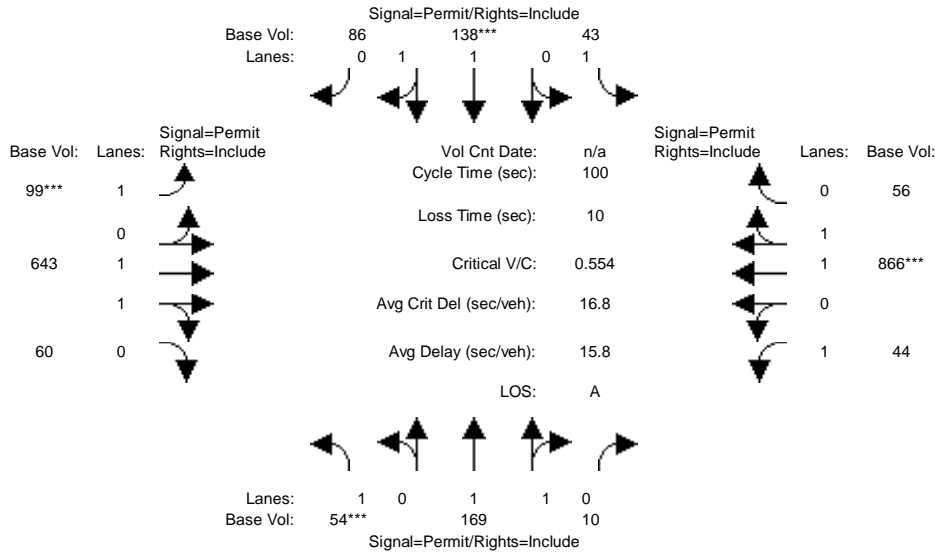 Signal=Permit/Rights=Include
Base Vol: 86 138*** 43
Lanes: 0 1 1 0 1
Signal=Permit
Base Vol: Lanes: Rights=Include
Vol Cnt Date: n/a
Signal=Permit
Rights=Include Lanes: Base Vol:
Cycle Time (sec): 100
99*** 1
0 56
Loss Time (sec): 10
0
1
643 1
Critical V/C: 0.554
1 866***
1
Avg Crit Del (sec/veh): 16.8
0
60 0
Avg Delay (sec/veh): 15.8
1 44
LOS: A
Lanes: 1 0 1 1 0
Base Vol: 54*** 169 10
Signal=Permit/Rights=Include